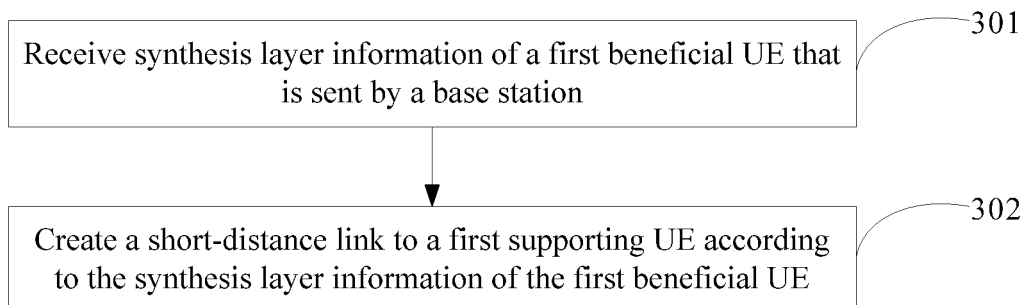 301
Receive synthesis layer information of a first beneficial UE that
is sent by a base station
302
Create a short-distance link to a first supporting UE according
to the synthesis layer information of the first beneficial UE